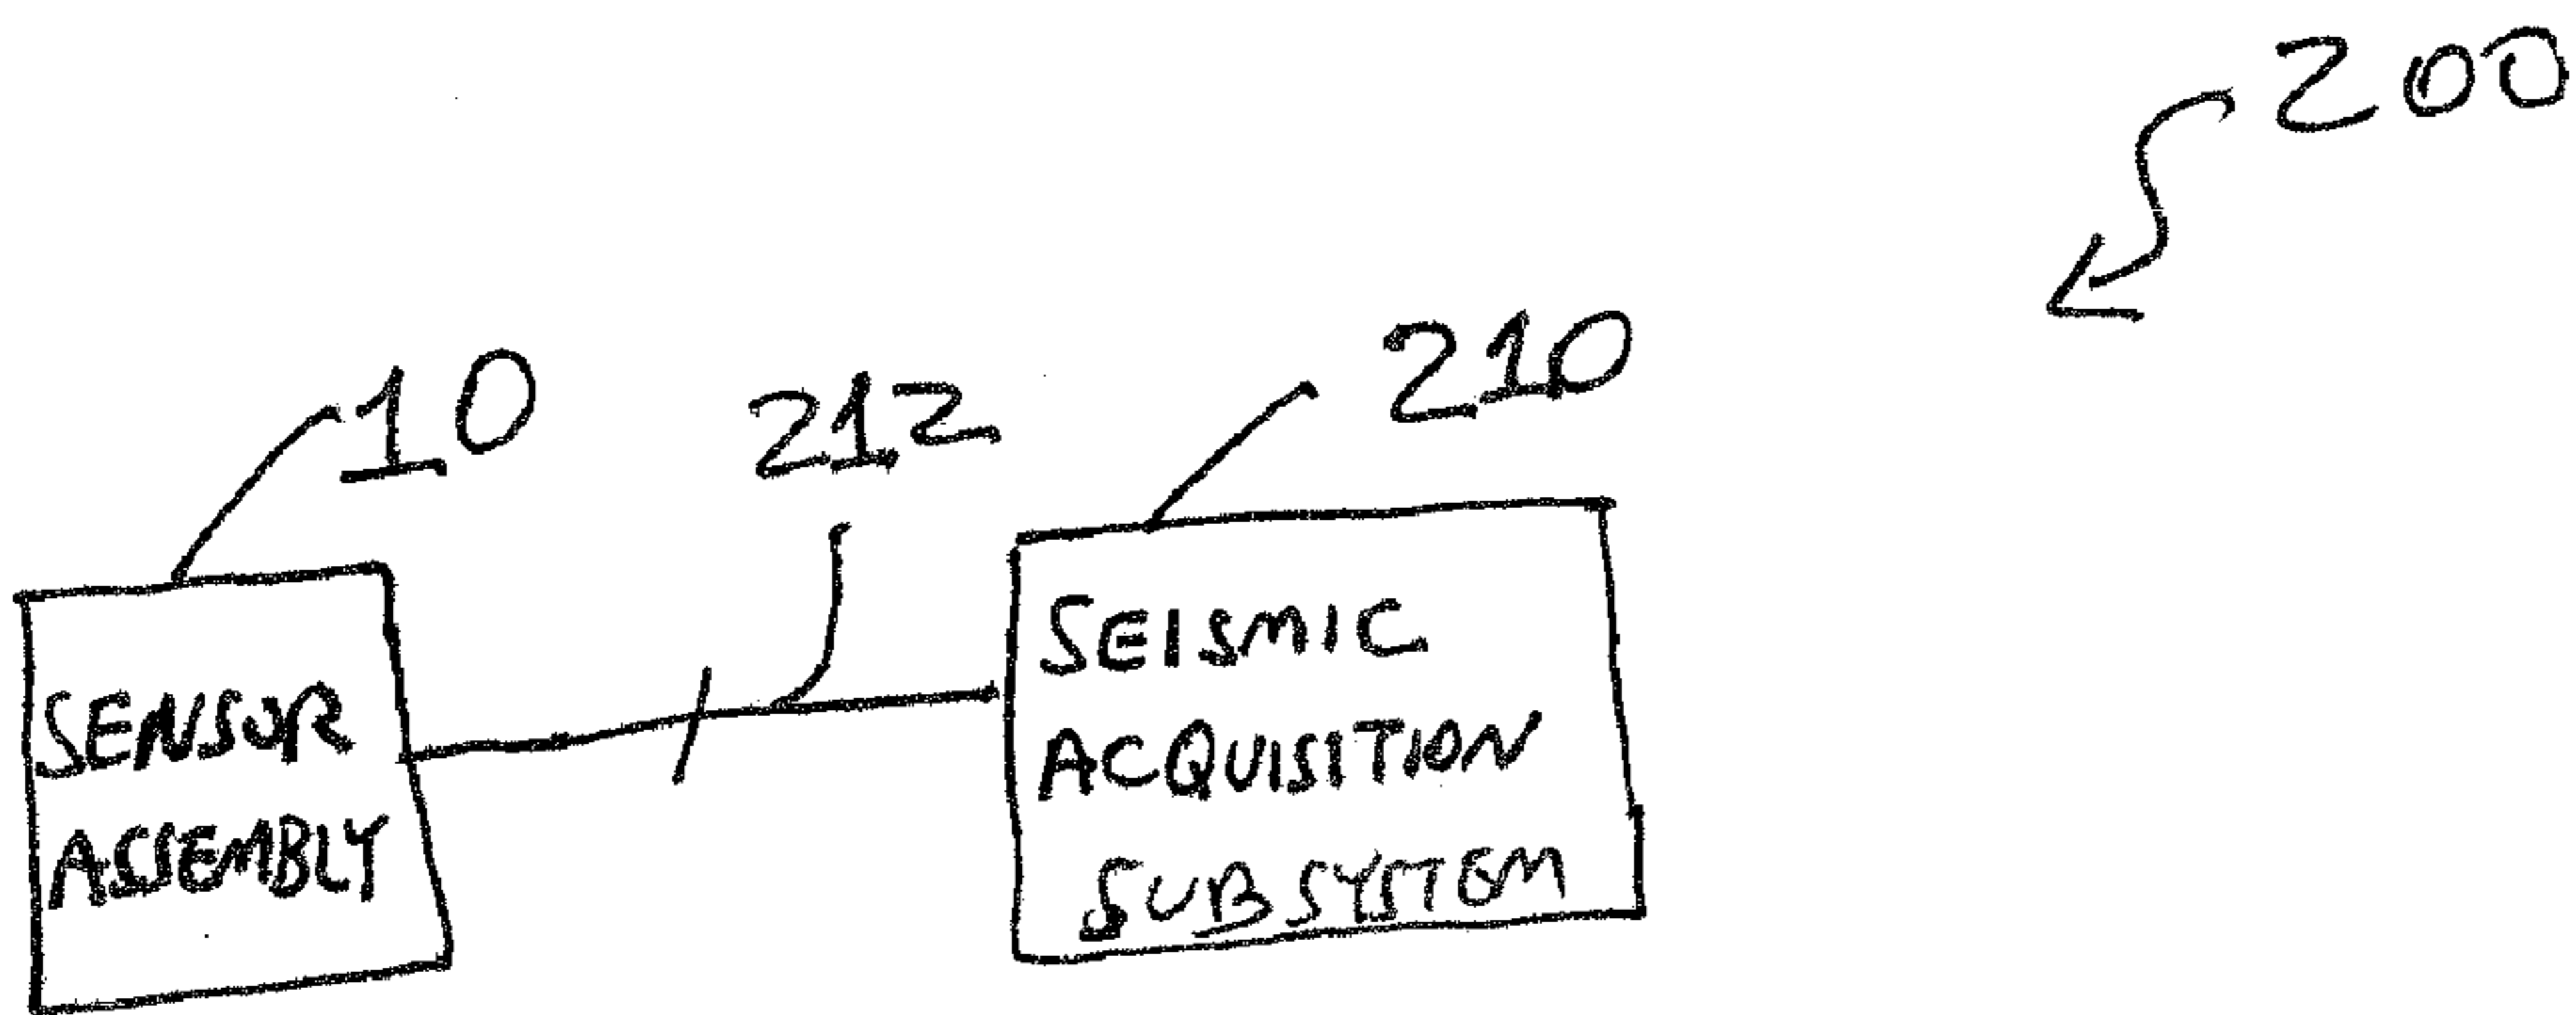 200
10
212
210
SENSOR
ASSEMBLY
SEISMIC
ACQUISITION
SUBSYSTEM